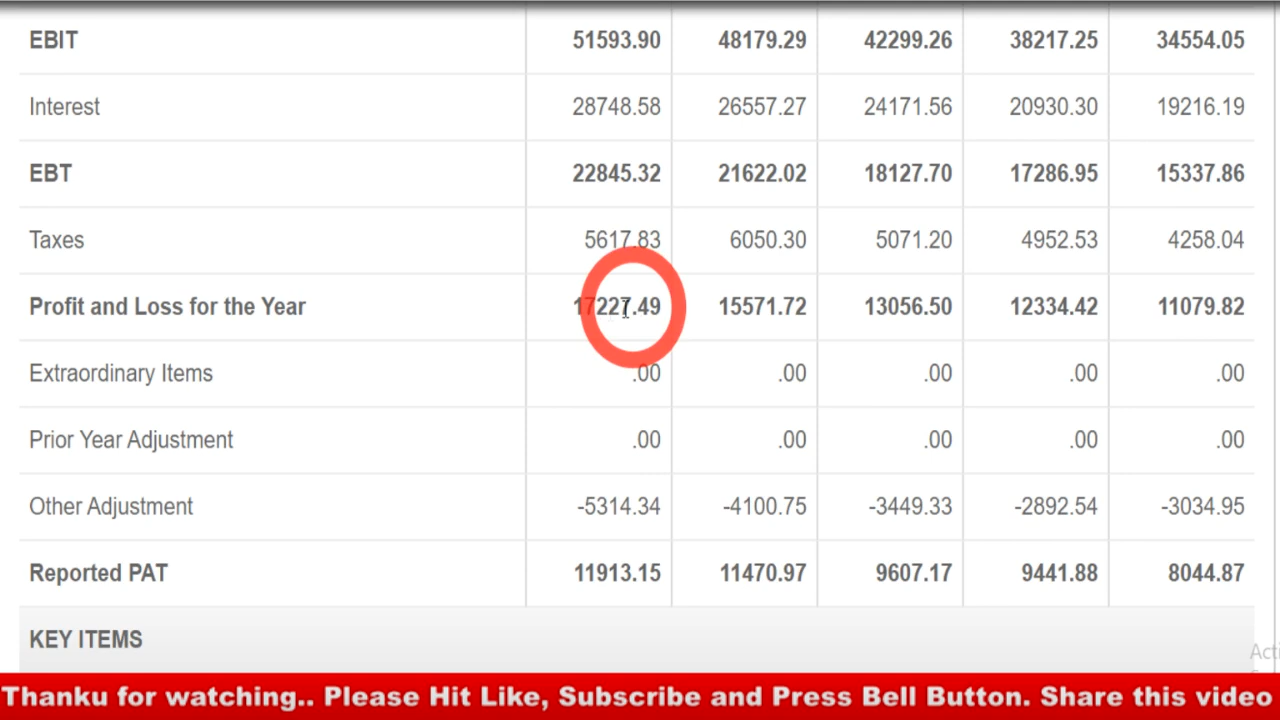 EBIT 51593.90 48179.29 42299.26 38217.25 34554.05
Interest 28748.58 26557.27 24171.56 20930.30 19216.19
EBT 22845.32 21622.02 18127.70 17286.95 15337.86
Taxes 5617.83 6050.30 5071.20 4952.53 4258.04
Profit and Loss for the Year 17227.49 15571.72 13056.50 12334.42 11079.82
Extraordinary Items .00 .00 .00 .00 .00
Prior Year Adjustment .00 .00 .00 .00 .00
Other Adjustment -5314.34 -4100.75 -3449.33 -2892.54 -3034.95
Reported PAT 11913.15 11470.97 9607.17 9441.88 8044.87
KEY ITEMS
Thanku for watching.. Please Hit Like, Subscribe and Press Bell Button. Share this video